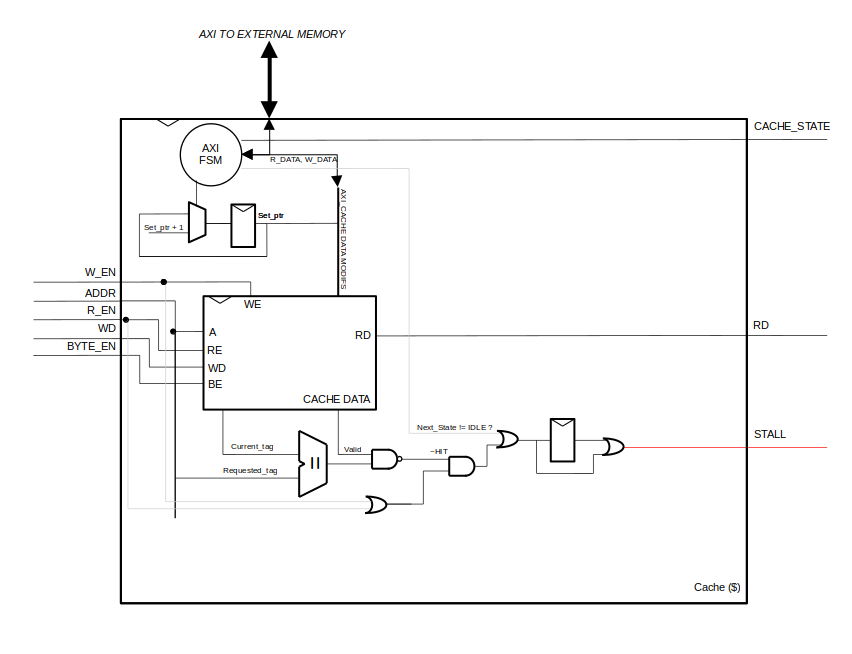 AXI TO EXTERNAL MEMORY
CACHE_STATE
AXI
FSM
R_DATA, W_DATA
AXI CACHE DATA MODIFS
Set_ptr
Set_ptr + 1
W_EN
ADDR
R_EN
WD
BYTE_EN
WE
A
RE
WD
BE
RD
CACHE DATA
RD
Current_tag
Requested_tag
=
Valid
~HIT
Next_State != IDLE ?
STALL
Cache ($)